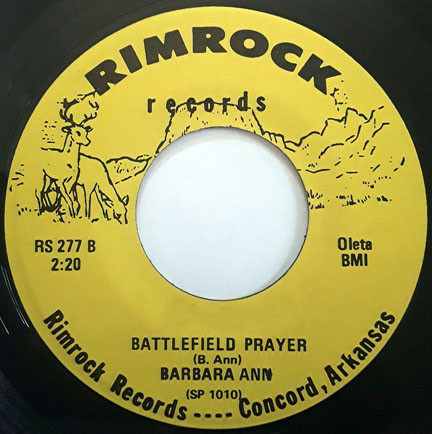 RIMROCK
records
RS 277 B
2:20
Oleta
BMI
BATTLEFIELD PRAYER
(B. Ann)
BARBARA ANN
(SP 1010)
Rimrock Records ---- Concord, Arkansas